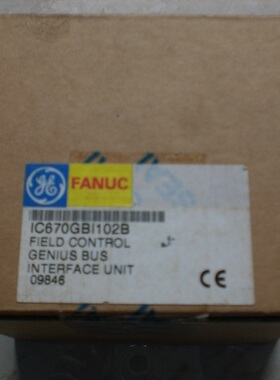 GE FANUC
IC670GBI102B
FIELD CONTROL
GENIUS BUS
INTERFACE UNIT
09846
CE